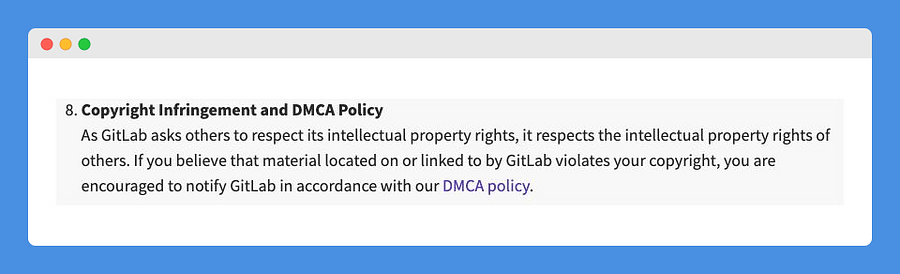 8. Copyright Infringement and DMCA Policy
As GitLab asks others to respect its intellectual property rights, it respects the intellectual property rights of
others. If you believe that material located on or linked to by GitLab violates your copyright, you are
encouraged to notify GitLab in accordance with our DMCA policy.